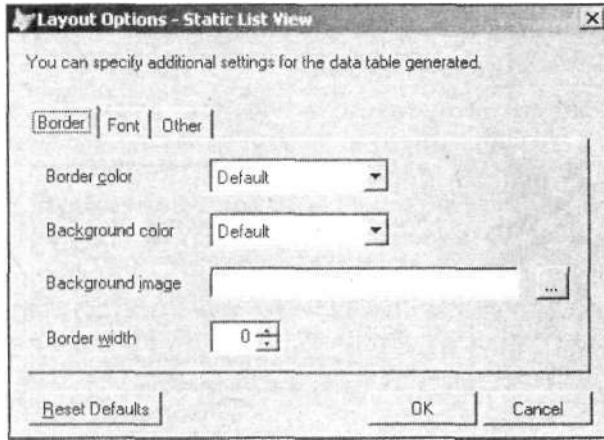 Layout Options - Static List View
You can specify additional settings for the data table generated.
Border Font Other
Border color Default
Background color Default
Background image ...
Border width 0
Reset Defaults OK Cancel